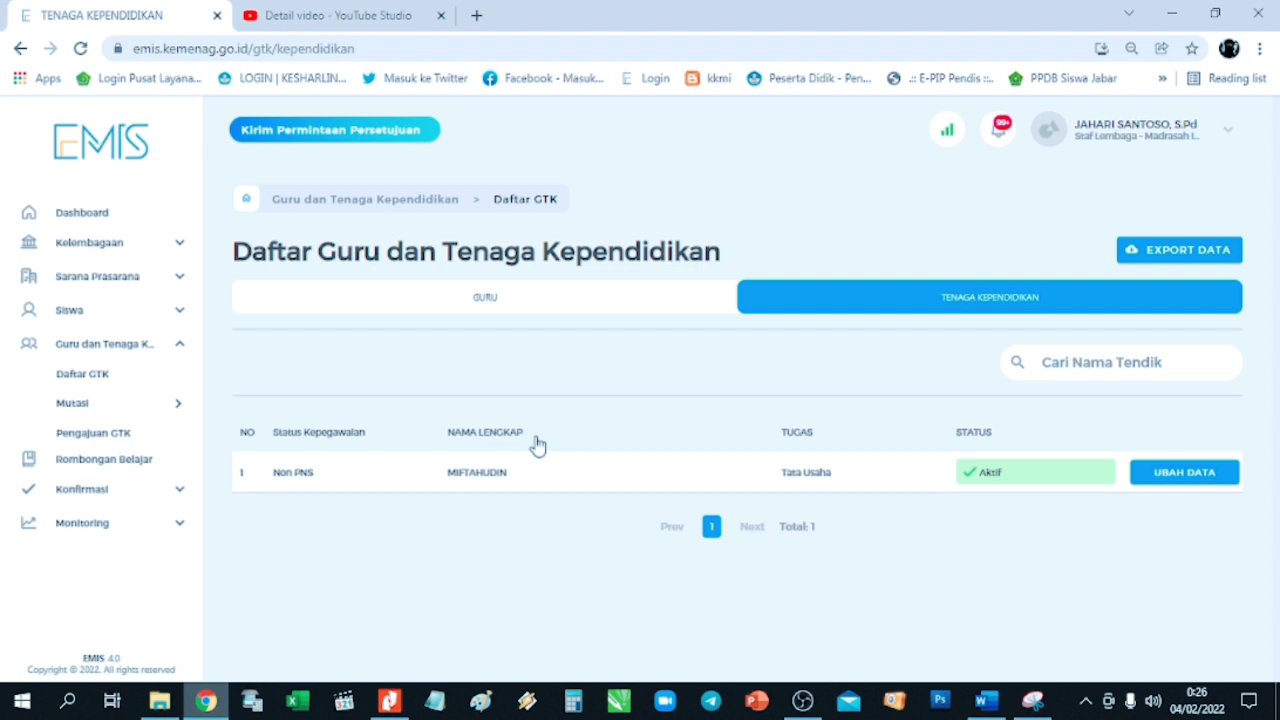 TENAGA KEPENDIDIKAN
Detail video - YouTube Studio
emis.kemenag.go.id/gtk/kependidikan
Apps
Login Pusat Layana...
LOGIN | KESHARLIN...
Masuk ke Twitter
Facebook - Masuk...
Login
kkmi
Peserta Didik - Pen...
.:: E-PIP Pendis ::..
PPDB Siswa Jabar
»
Reading list
EMIS
Kirim Permintaan Persetujuan
99+
JAHARI SANTOSO, S.Pd
Staf Lembaga - Madrasah I...
Dashboard
Kelembagaan
Sarana Prasarana
Siswa
Guru dan Tenaga K...
Daftar GTK
Mutasi
Pengajuan GTK
Rombongan Belajar
Konfirmasi
Monitoring
EMIS 4.0
Copyright © 2022. All rights reserved
Guru dan Tenaga Kependidikan > Daftar GTK
Daftar Guru dan Tenaga Kependidikan
EXPORT DATA
GURU
TENAGA KEPENDIDIKAN
Cari Nama Tendik
NO Status Kepegawaian NAMA LENGKAP TUGAS STATUS
1 Non PNS MIFTAHUDIN Tata Usaha Aktif UBAH DATA
Prev 1 Next Total: 1
0:26
04/02/2022